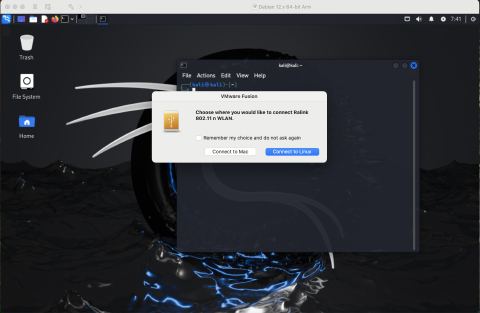 Debian 12 x 64-bit Arm
7:41
Trash
File System
Home
kali@kali: ~
File Actions Edit View Help
(kali@kali)-[~]
VMware Fusion
Choose where you would like to connect Ralink
802.11 n WLAN.
Remember my choice and do not ask again
Connect to Mac
Connect to Linux